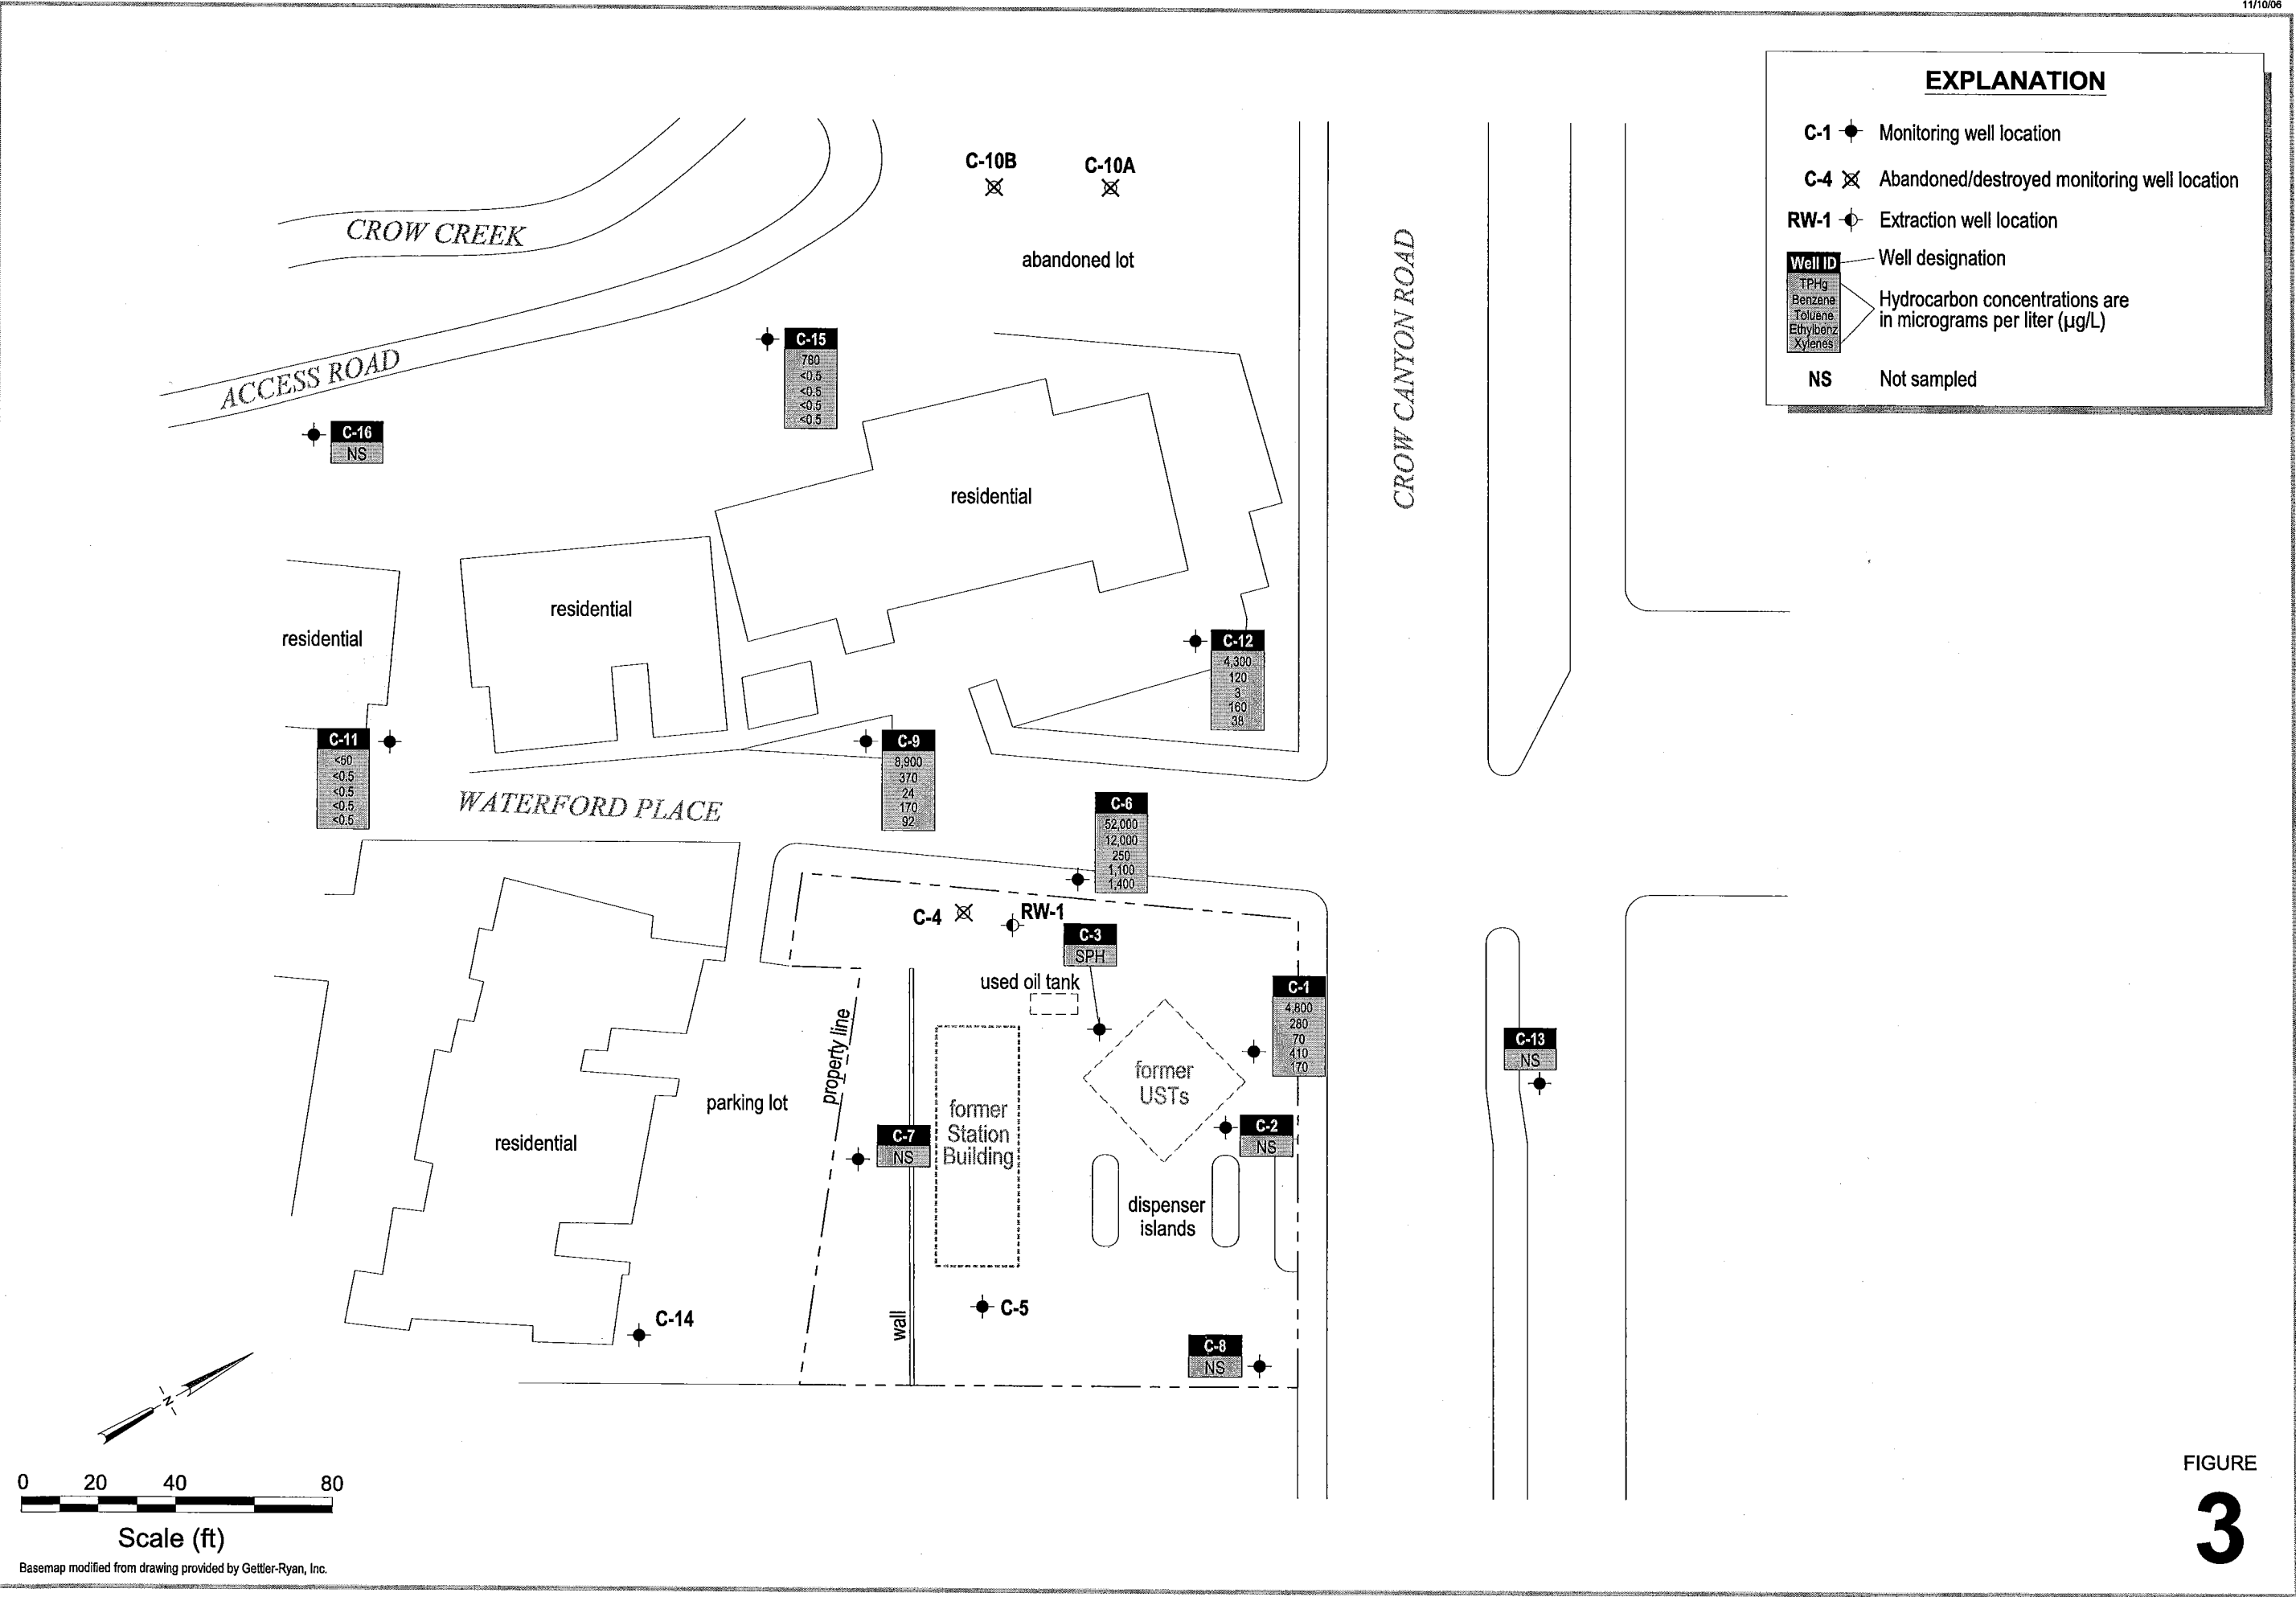 11/10/06
EXPLANATION
C-1 Monitoring well location
C-4 Abandoned/destroyed monitoring well location
RW-1 Extraction well location
Well ID
Well designation
TPHg
Benzene
Toluene
Ethylbenz
Xylenes
Hydrocarbon concentrations are
in micrograms per liter (µg/L)
NS Not sampled
C-10B
C-10A
CROW CREEK
abandoned lot
CROW CANYON ROAD
ACCESS ROAD
C-15
760
<0.5
<0.5
<0.5
<0.5
C-16
NS
residential
residential
residential
C-12
4,300
120
3
160
38
C-11
<50
<0.5
<0.5
<0.5
<0.5
C-9
8,900
370
24
170
92
WATERFORD PLACE
C-6
52,000
12,000
250
1,100
1,400
C-4
RW-1
C-3
SPH
used oil tank
C-1
4,800
280
70
410
170
C-13
NS
property line
former
USTs
parking lot
former
Station
Building
C-7
NS
C-2
NS
residential
dispenser
islands
C-5
wall
C-14
C-8
NS
N
0 20 40 80
Scale (ft)
Basemap modified from drawing provided by Gettler-Ryan, Inc.
FIGURE
3